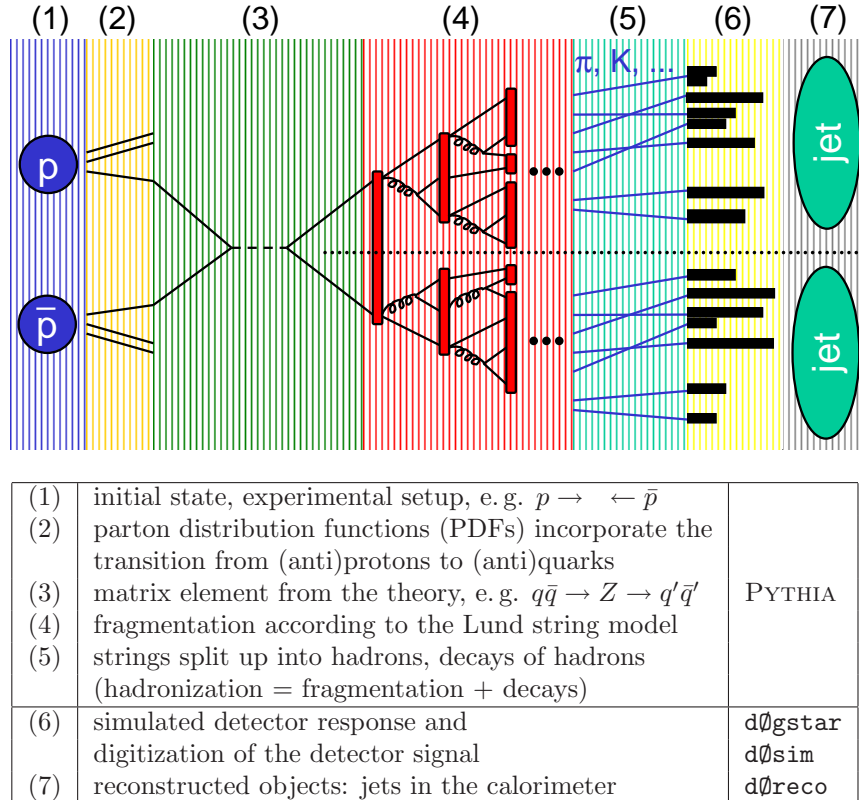 (1) (2) (3) (4) (5) (6) (7)
π, K, ...
p
jet
p̄
jet
(1) initial state, experimental setup, e. g. p → ← p̄
(2) parton distribution functions (PDFs) incorporate the
transition from (anti)protons to (anti)quarks
(3) matrix element from the theory, e. g. qq̄ → Z → q′q̄′ PYTHIA
(4) fragmentation according to the Lund string model
(5) strings split up into hadrons, decays of hadrons
(hadronization = fragmentation + decays)
(6) simulated detector response and dØgstar
digitization of the detector signal dØsim
(7) reconstructed objects: jets in the calorimeter dØreco